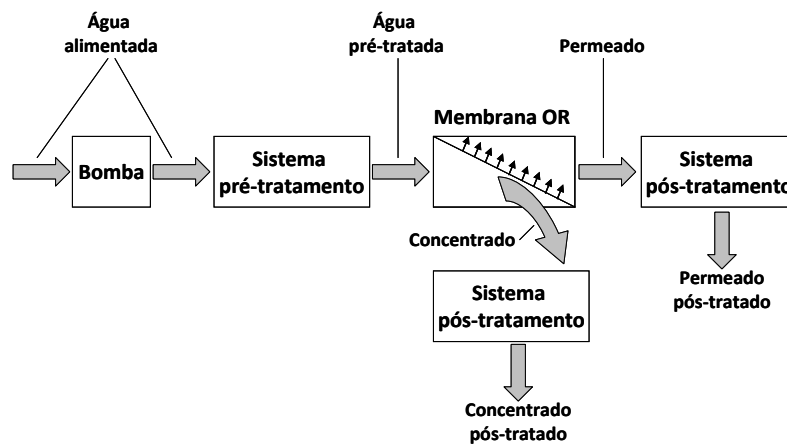 Água
alimentada
Água
pré-tratada
Permeado
Membrana OR
Bomba
Sistema
pré-tratamento
Sistema
pós-tratamento
Concentrado
Permeado
pós-tratado
Sistema
pós-tratamento
Concentrado
pós-tratado